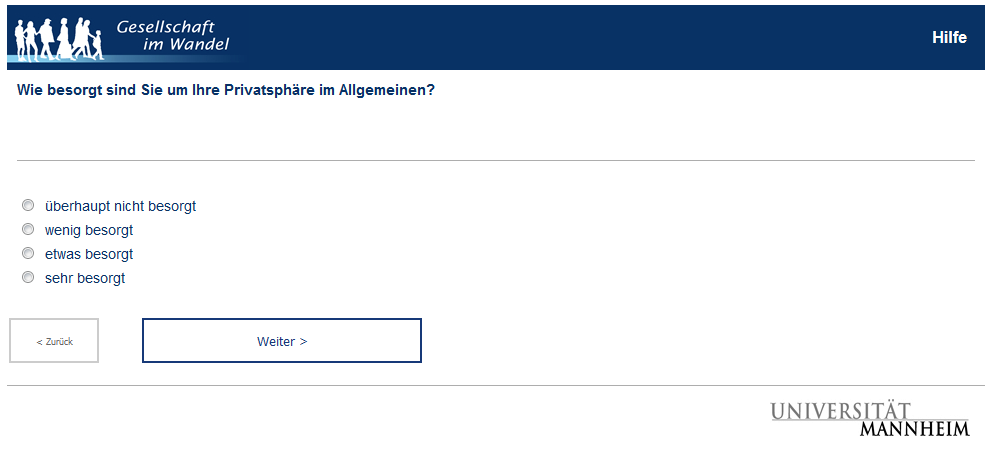 Gesellschaft
im Wandel
Hilfe
Wie besorgt sind Sie um Ihre Privatsphäre im Allgemeinen?
überhaupt nicht besorgt
wenig besorgt
etwas besorgt
sehr besorgt
< Zurück
Weiter >
UNIVERSITÄT
MANNHEIM